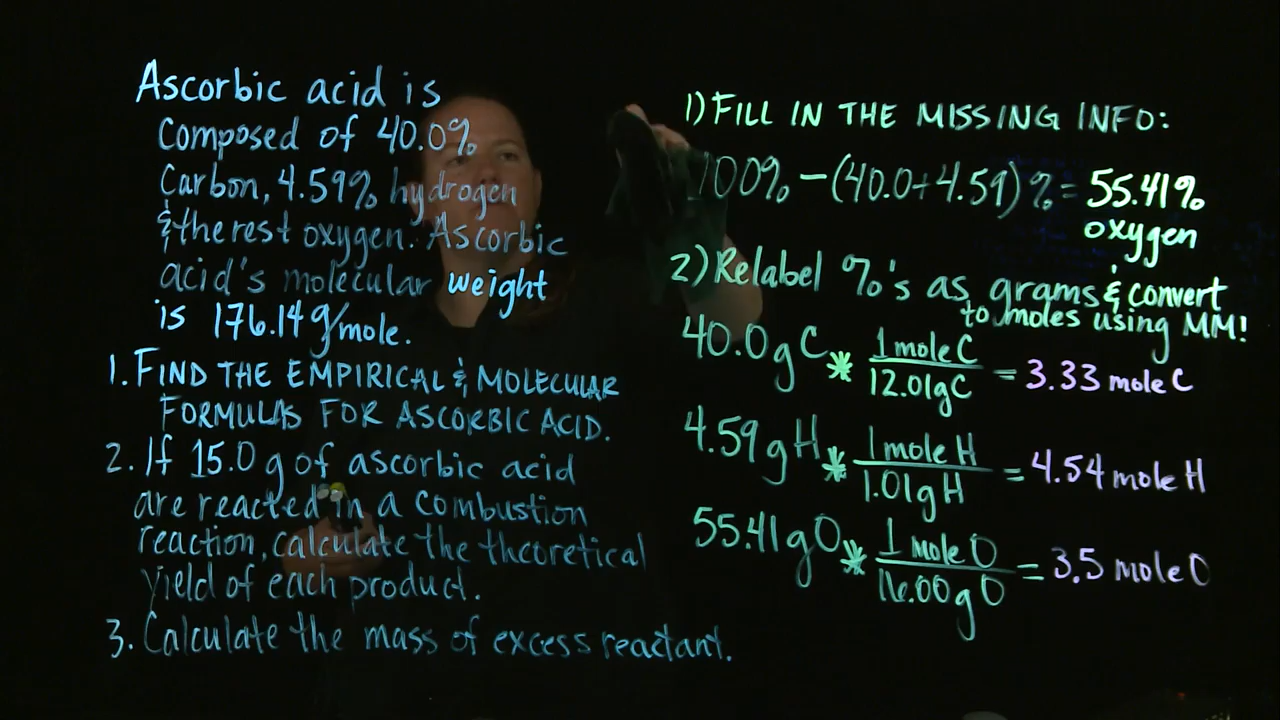 Ascorbic acid is
Composed of 40.0%
Carbon, 4.59% hydrogen
& the rest oxygen. Ascorbic
acid's molecular weight
is 176.14 g/mole.
1. FIND THE EMPIRICAL & MOLECULAR
FORMULAS FOR ASCORBIC ACID.
2. If 15.0 g of ascorbic acid
are reacted in a combustion
reaction, calculate the theoretical
yield of each product.
3. Calculate the mass of excess reactant.
1) FILL IN THE MISSING INFO:
100% - (40.0+4.59)% = 55.41%
oxygen
2) Relabel %'s as grams & convert
to moles using MM!
40.0 g C * 1 mole C / 12.01 g C = 3.33 mole C
4.59 g H * 1 mole H / 1.01 g H = 4.54 mole H
55.41 g O * 1 mole O / 16.00 g O = 3.5 mole O